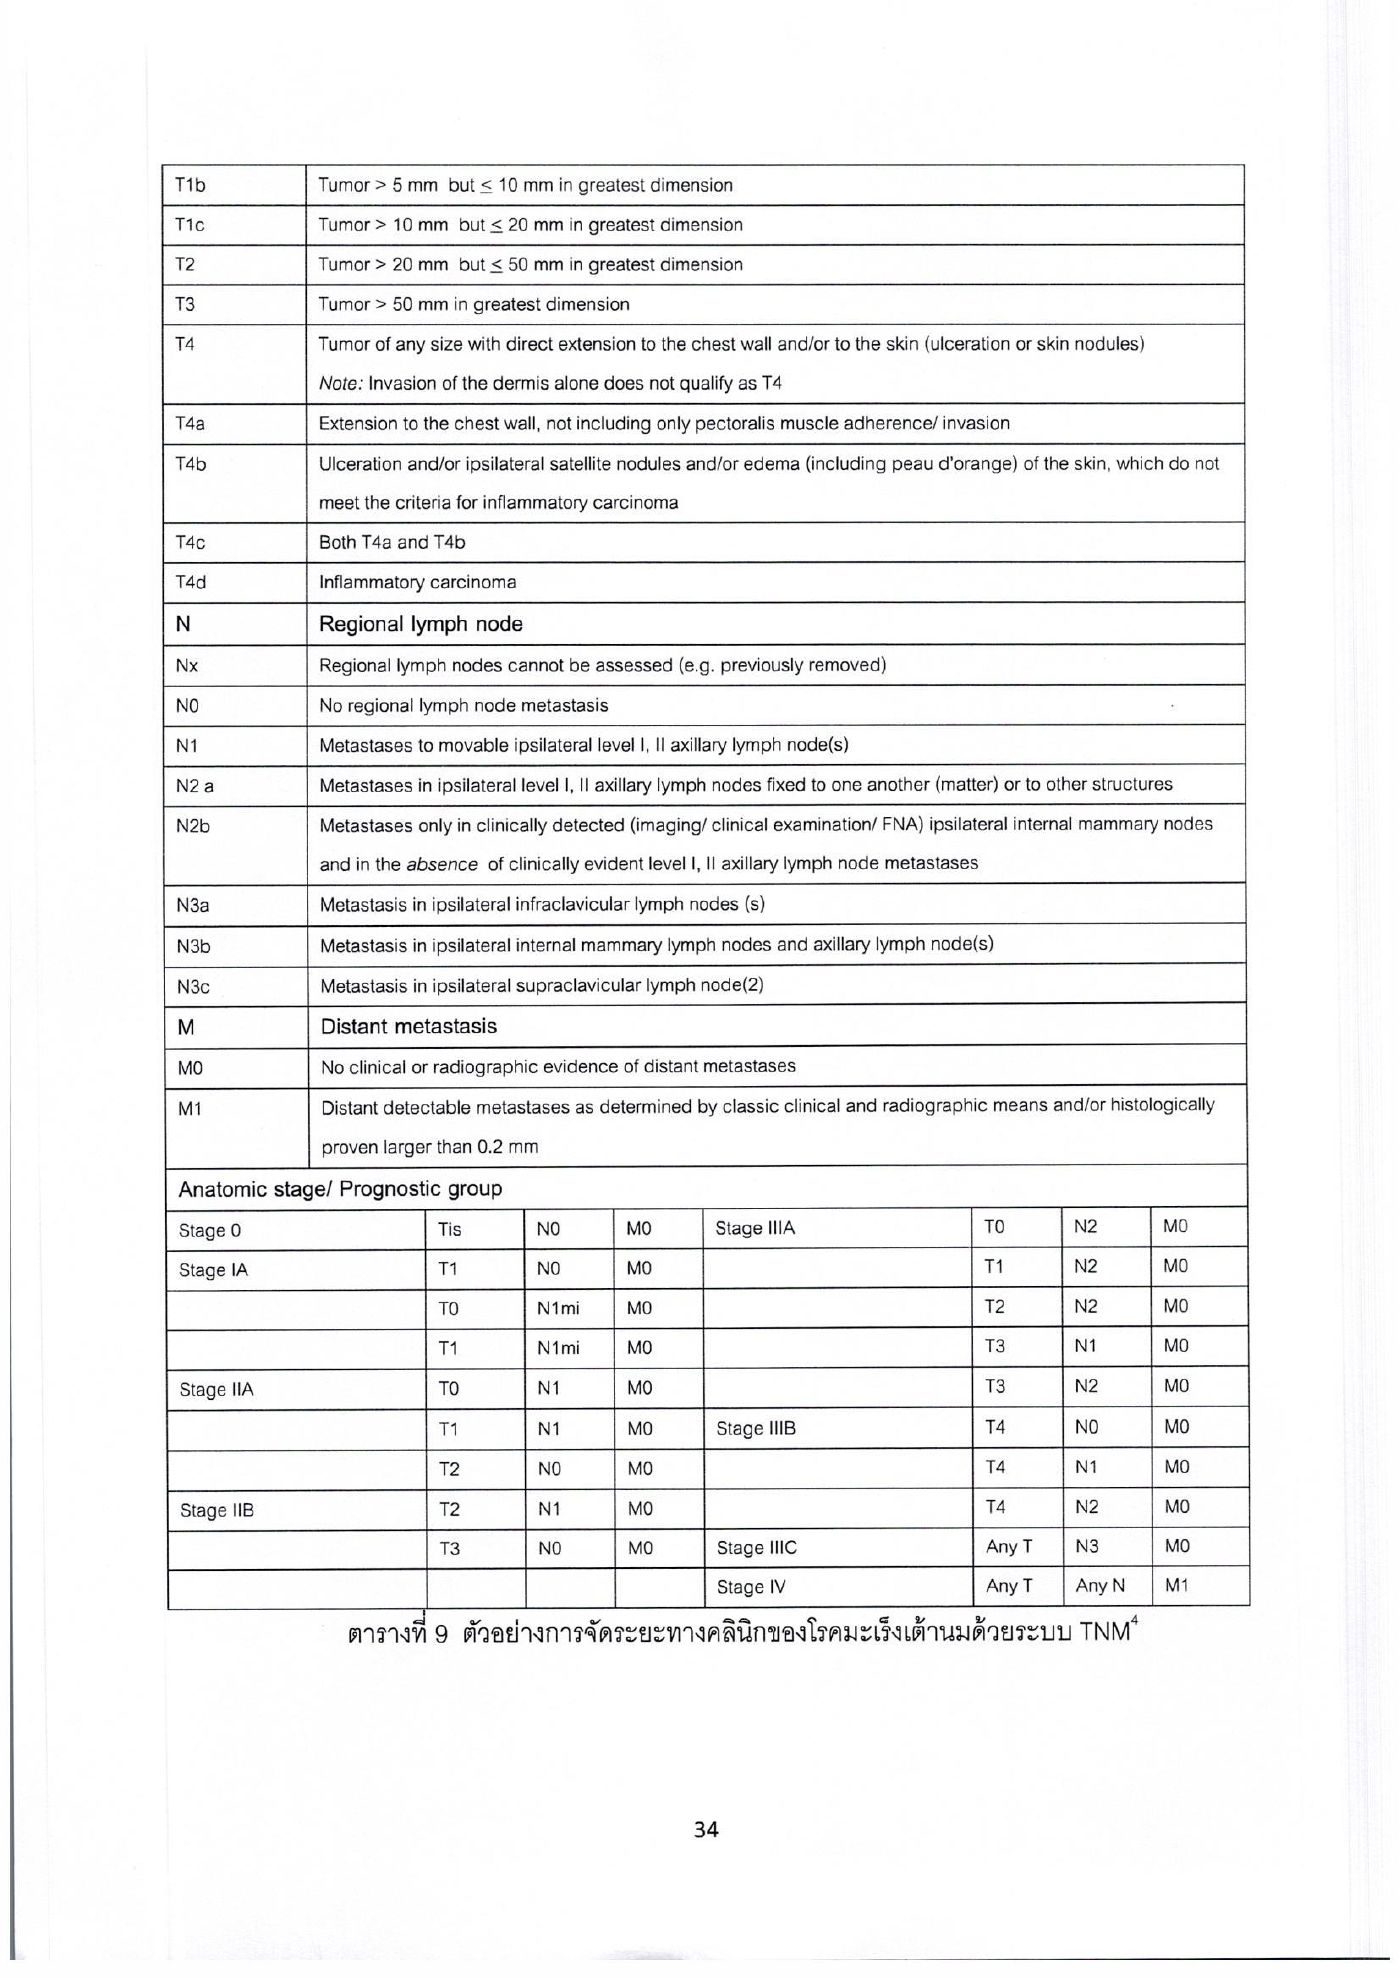 T1b Tumor > 5 mm but ≤ 10 mm in greatest dimension
T1c Tumor > 10 mm but ≤ 20 mm in greatest dimension
T2 Tumor > 20 mm but ≤ 50 mm in greatest dimension
T3 Tumor > 50 mm in greatest dimension
T4 Tumor of any size with direct extension to the chest wall and/or to the skin (ulceration or skin nodules)
Note: Invasion of the dermis alone does not qualify as T4
T4a Extension to the chest wall, not including only pectoralis muscle adherence/ invasion
T4b Ulceration and/or ipsilateral satellite nodules and/or edema (including peau d'orange) of the skin, which do not
meet the criteria for inflammatory carcinoma
T4c Both T4a and T4b
T4d Inflammatory carcinoma
N Regional lymph node
Nx Regional lymph nodes cannot be assessed (e.g. previously removed)
N0 No regional lymph node metastasis
N1 Metastases to movable ipsilateral level I, II axillary lymph node(s)
N2 a Metastases in ipsilateral level I, II axillary lymph nodes fixed to one another (matter) or to other structures
N2b Metastases only in clinically detected (imaging/ clinical examination/ FNA) ipsilateral internal mammary nodes
and in the absence of clinically evident level I, II axillary lymph node metastases
N3a Metastasis in ipsilateral infraclavicular lymph nodes (s)
N3b Metastasis in ipsilateral internal mammary lymph nodes and axillary lymph node(s)
N3c Metastasis in ipsilateral supraclavicular lymph node(2)
M Distant metastasis
M0 No clinical or radiographic evidence of distant metastases
M1 Distant detectable metastases as determined by classic clinical and radiographic means and/or histologically
proven larger than 0.2 mm
Anatomic stage/ Prognostic group
Stage 0 Tis N0 M0 Stage IIIA T0 N2 M0
Stage IA T1 N0 M0 T1 N2 M0
T0 N1mi M0 T2 N2 M0
T1 N1mi M0 T3 N1 M0
Stage IIA T0 N1 M0 T3 N2 M0
T1 N1 M0 Stage IIIB T4 N0 M0
T2 N0 M0 T4 N1 M0
Stage IIB T2 N1 M0 T4 N2 M0
T3 N0 M0 Stage IIIC Any T N3 M0
Stage IV Any T Any N M1
ตารางที่ 9 ตัวอย่างการจัดระยะทางคลินิกของโรคมะเร็งเต้านมด้วยระบบ TNM⁴
34